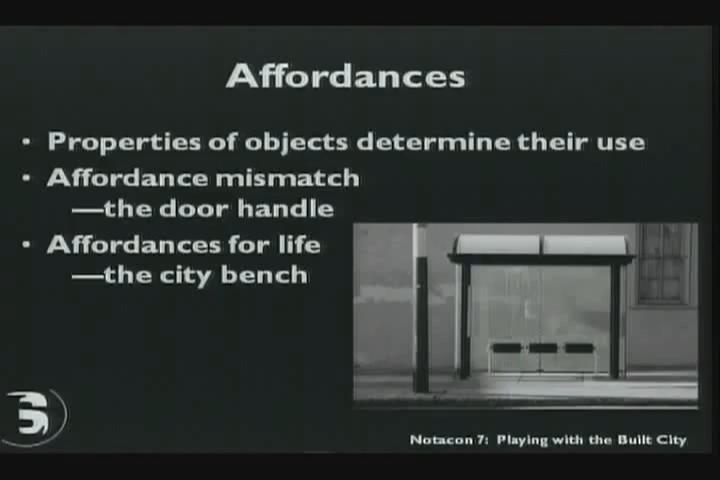 Affordances
• Properties of objects determine their use
• Affordance mismatch
—the door handle
• Affordances for life
—the city bench
Notacon 7: Playing with the Built City